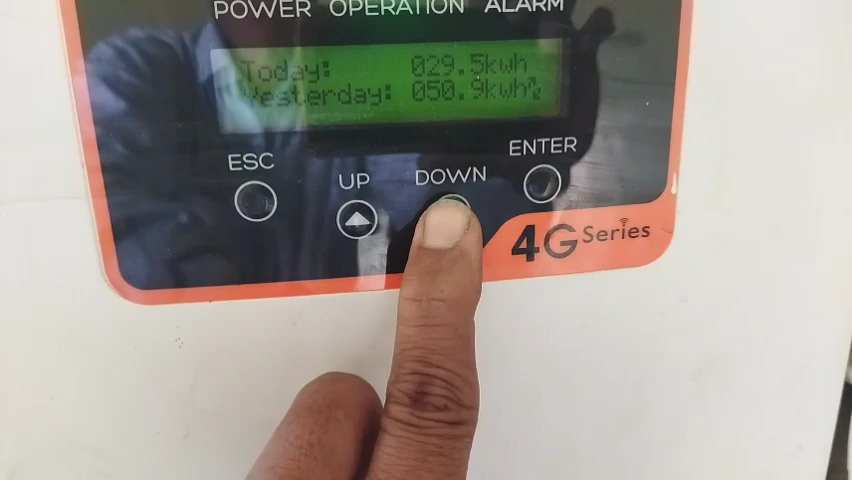 POWER OPERATION ALARM
Today: 029.5kwh
Yesterday: 050.9kwh
ESC
UP
DOWN
ENTER
4G Series